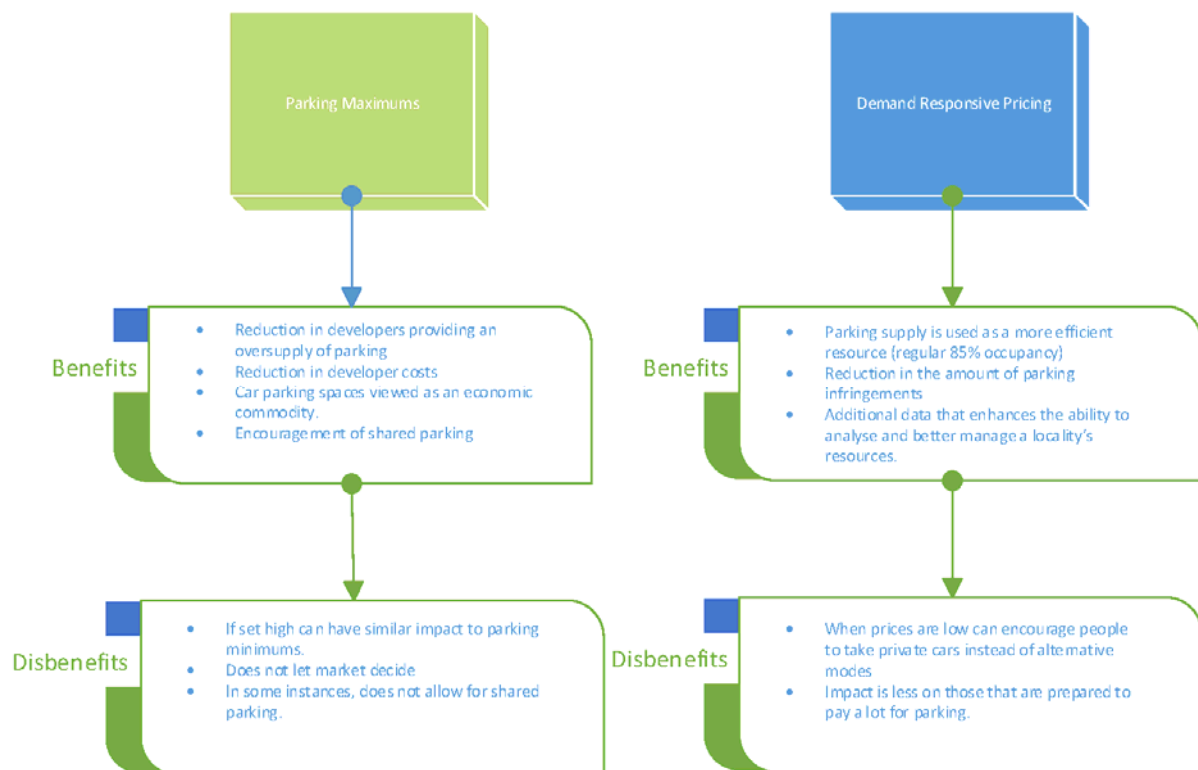 Parking Maximums
Benefits
• Reduction in developers providing an
oversupply of parking
• Reduction in developer costs
• Car parking spaces viewed as an economic
commodity.
• Encouragement of shared parking
Disbenefits
• If set high can have similar impact to parking
minimums.
• Does not let market decide
• In some instances, does not allow for shared
parking.
Demand Responsive Pricing
Benefits
• Parking supply is used as a more efficient
resource (regular 85% occupancy)
• Reduction in the amount of parking
infringements
• Additional data that enhances the ability to
analyse and better manage a locality's
resources.
Disbenefits
• When prices are low can encourage people
to take private cars instead of alternative
modes
• Impact is less on those that are prepared to
pay a lot for parking.